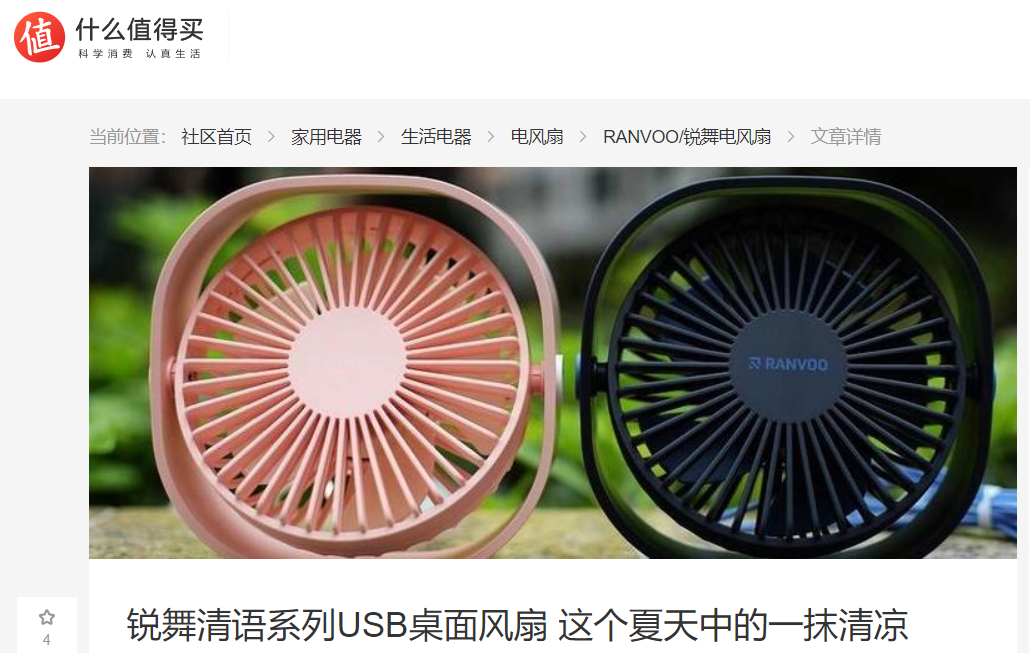 值 什么值得买
科学消费 认真生活
当前位置： 社区首页 > 家用电器 > 生活电器 > 电风扇 > RANVOO/锐舞电风扇 > 文章详情
RANVOO
锐舞清语系列USB桌面风扇 这个夏天中的一抹清凉
4